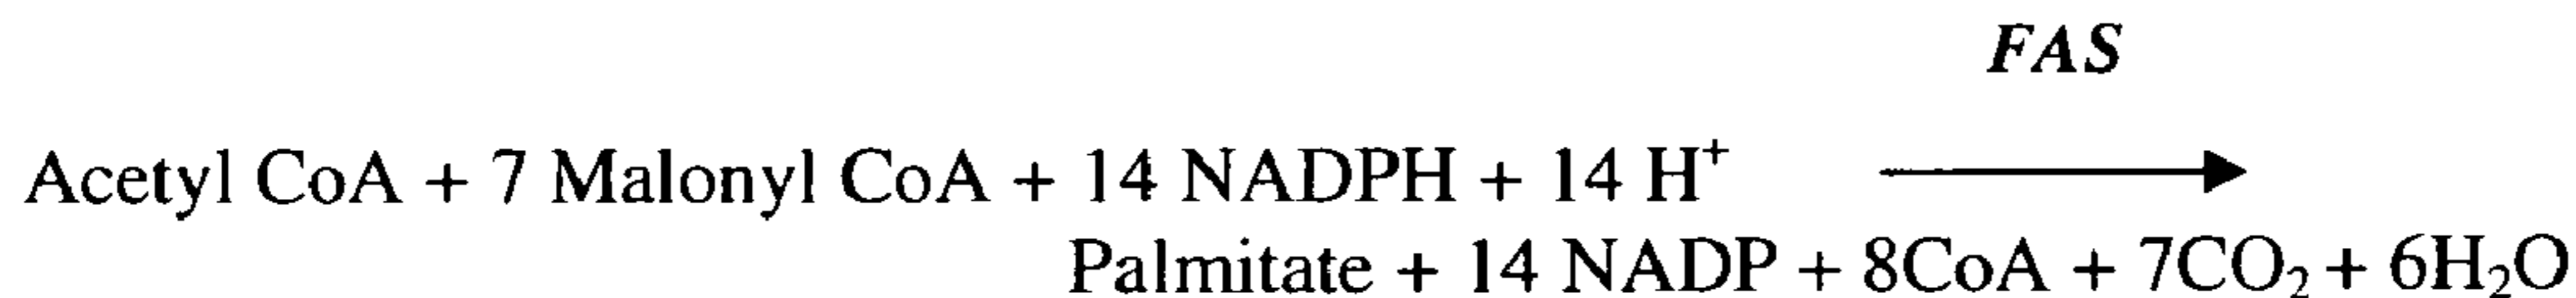 FAS
Acetyl CoA + 7 Malonyl CoA + 14 NADPH + 14 H⁺ ⟶
Palmitate + 14 NADP + 8CoA + 7CO₂ + 6H₂O